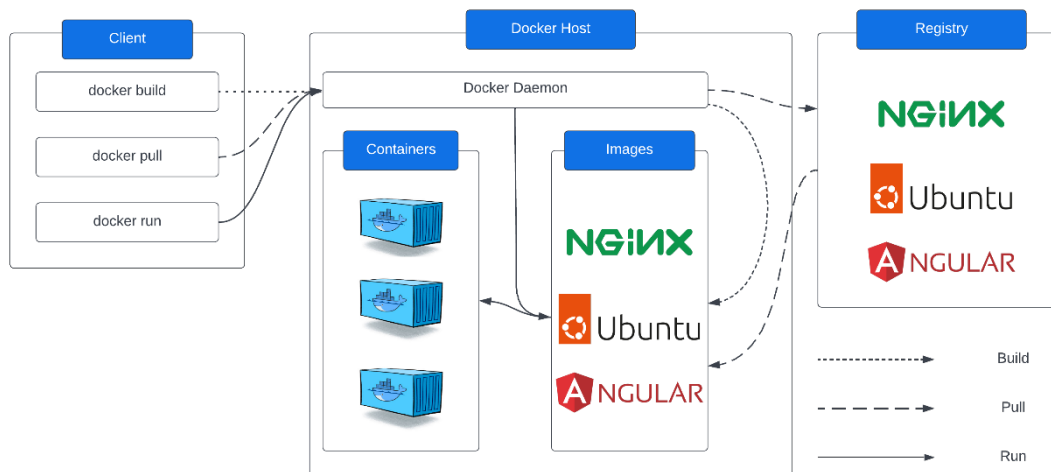 Client
docker build
docker pull
docker run
Docker Host
Docker Daemon
Containers
Images
NGiNX
Ubuntu
ANGULAR
Registry
NGiNX
Ubuntu
ANGULAR
Build
Pull
Run